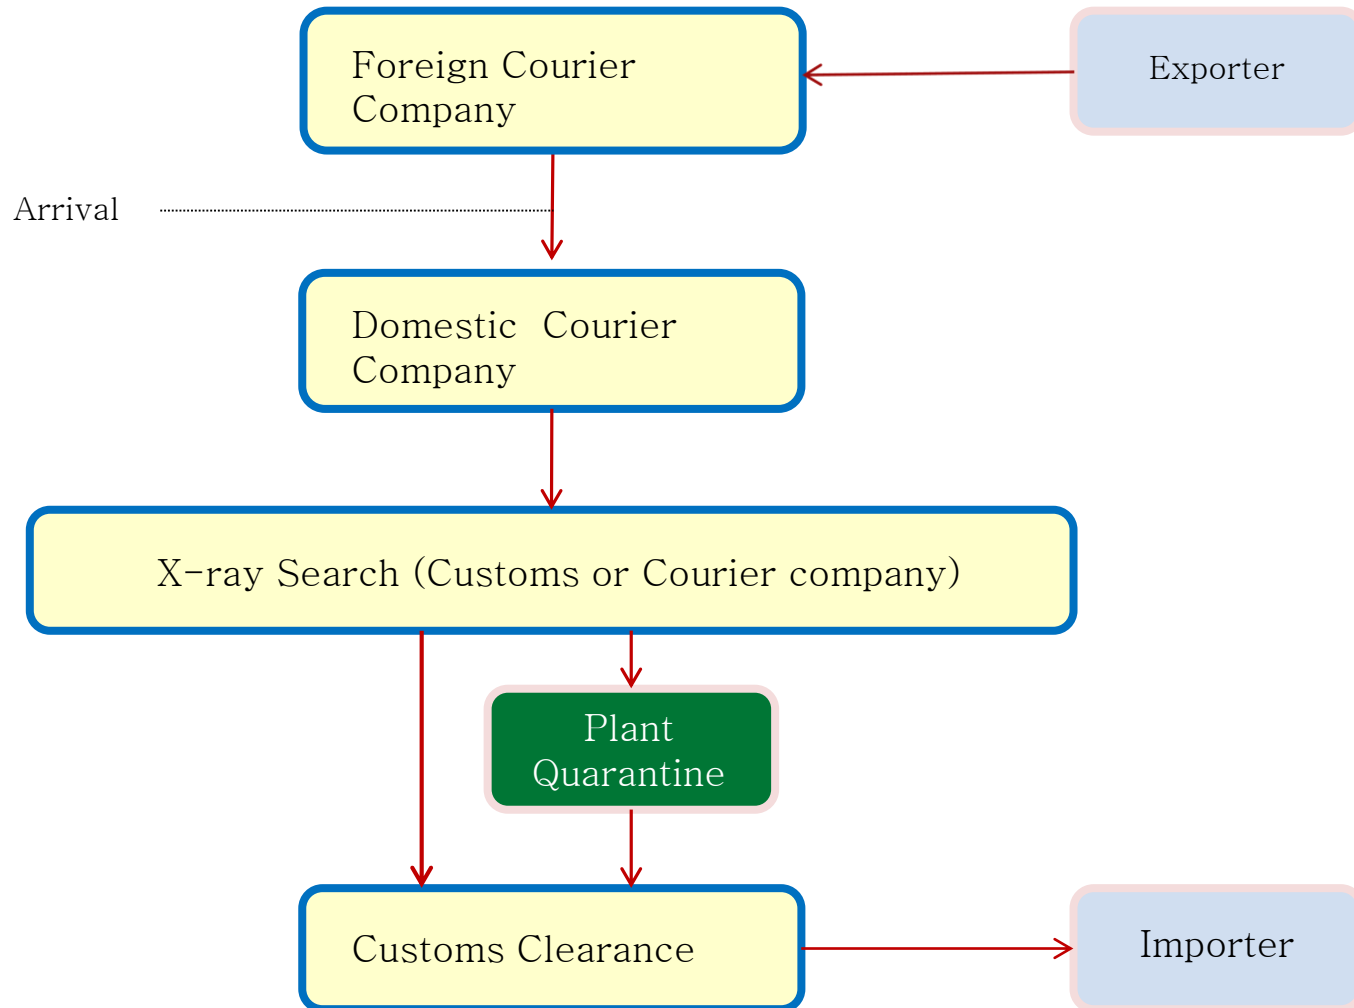 Foreign Courier
Company
Exporter
Arrival
Domestic  Courier
Company
X-ray Search (Customs or Courier company)
Plant
Quarantine
Customs Clearance
Importer